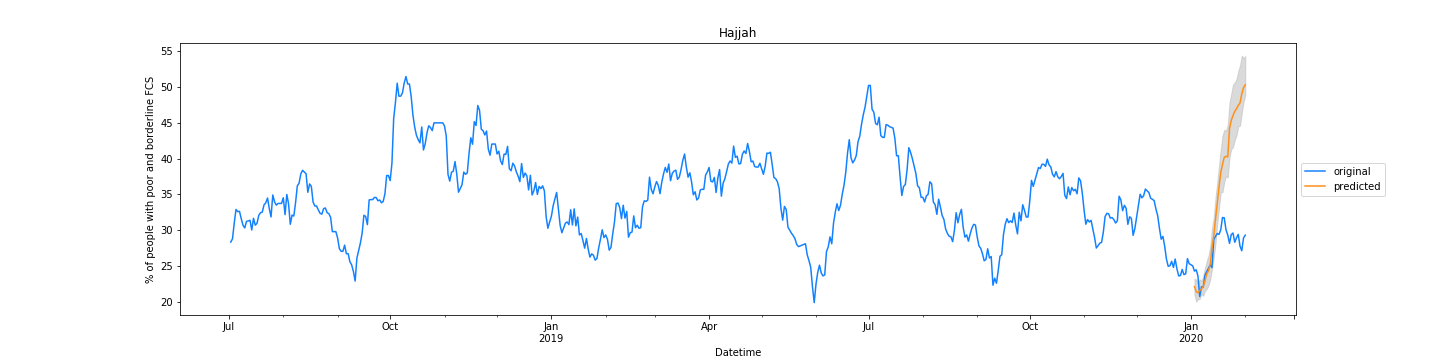 Hajjah
% of people with poor and borderline FCS
55
50
45
40
35
30
25
20
Jul
Oct
Jan
2019
Apr
Jul
Oct
Jan
2020
Datetime
original
predicted